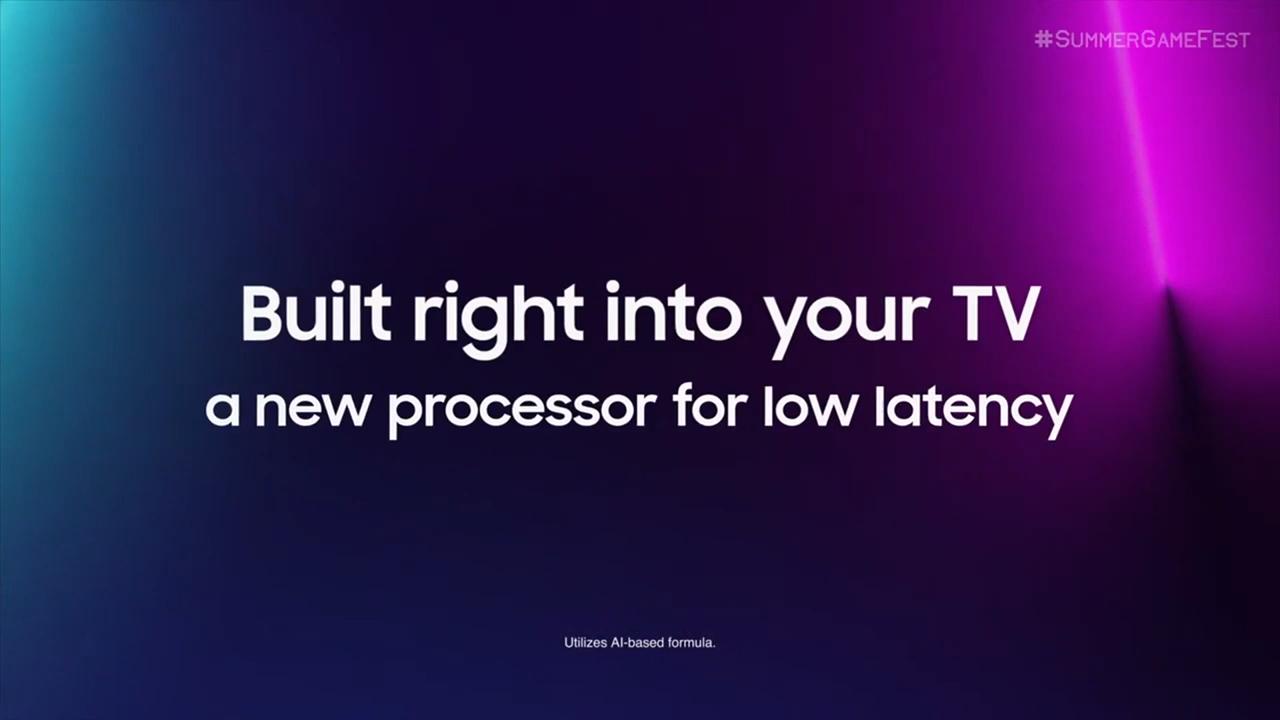 #SUMMERGAMEFEST
Built right into your TV
a new processor for low latency
Utilizes AI-based formula.